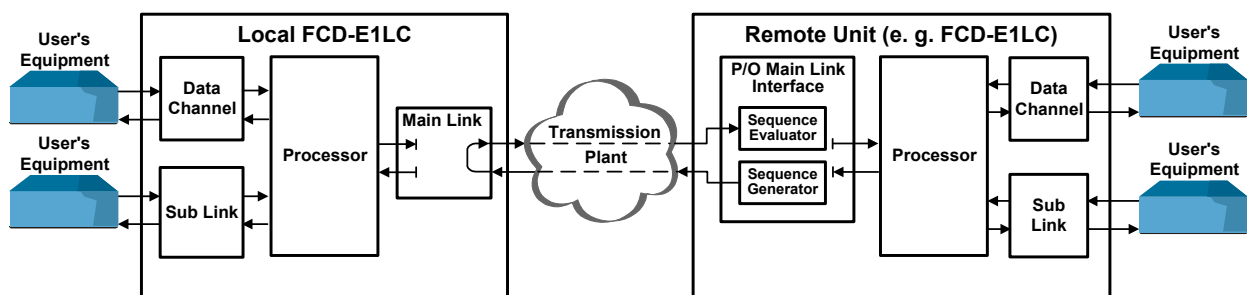 User's
Equipment
Local FCD-E1LC
Data
Channel
Processor
Main Link
User's
Equipment
Sub Link
Transmission
Plant
Remote Unit (e. g. FCD-E1LC)
P/O Main Link
Interface
Sequence
Evaluator
Sequence
Generator
Processor
Data
Channel
User's
Equipment
Sub
Link
User's
Equipment